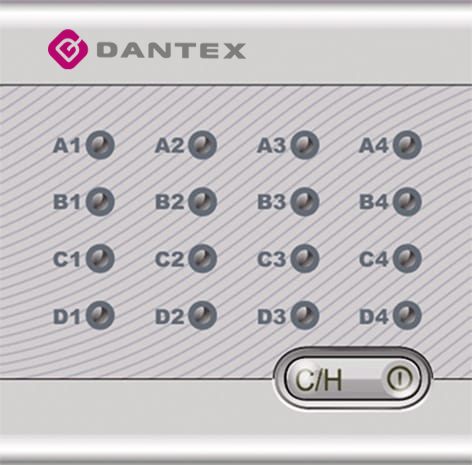 DANTEX
A1 A2 A3 A4
B1 B2 B3 B4
C1 C2 C3 C4
D1 D2 D3 D4
C/H